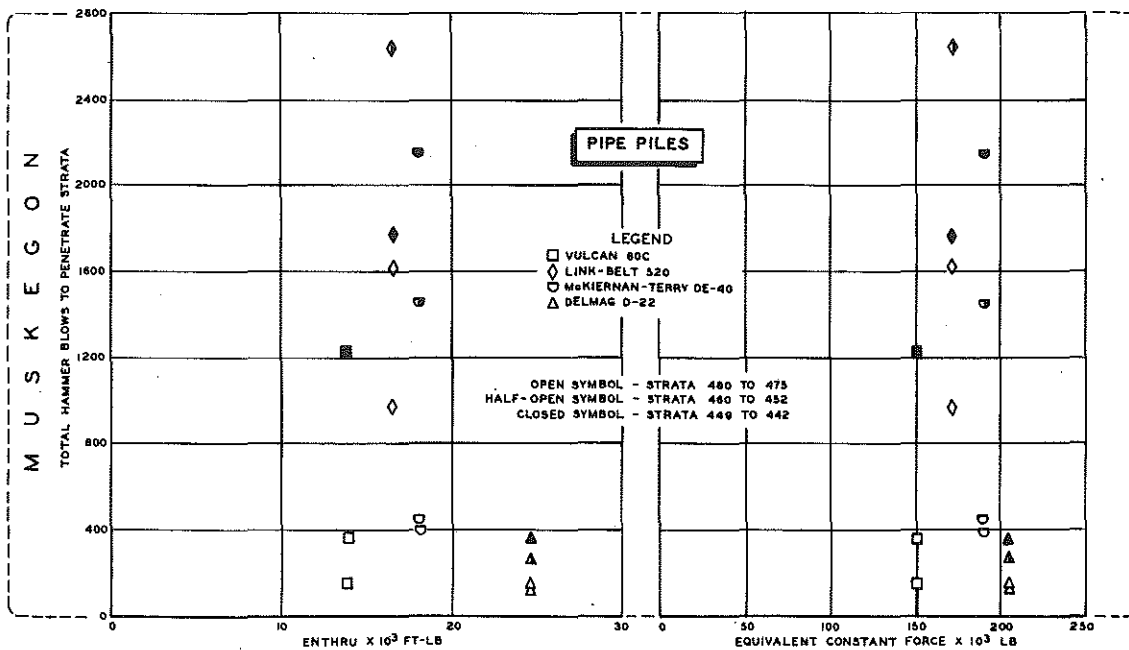 MUSKEGON
TOTAL HAMMER BLOWS TO PENETRATE STRATA
2800
2400
2000
1600
1200
800
400
0
PIPE PILES
LEGEND
VULCAN 80C
LINK-BELT 520
McKIERNAN-TERRY DE-40
DELMAG D-22
OPEN SYMBOL - STRATA 480 TO 475
HALF-OPEN SYMBOL - STRATA 460 TO 452
CLOSED SYMBOL - STRATA 449 TO 442
0 10 20 30
ENTHRU X 10³ FT-LB
0 50 100 150 200 250
EQUIVALENT CONSTANT FORCE X 10³ LB